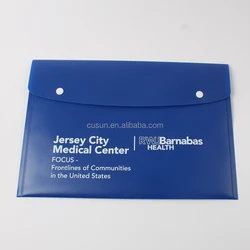 cusun.en.alibaba.com
Jersey City
Medical Center
RWJBarnabas
HEALTH
FOCUS -
Frontlines of Communities
in the United States